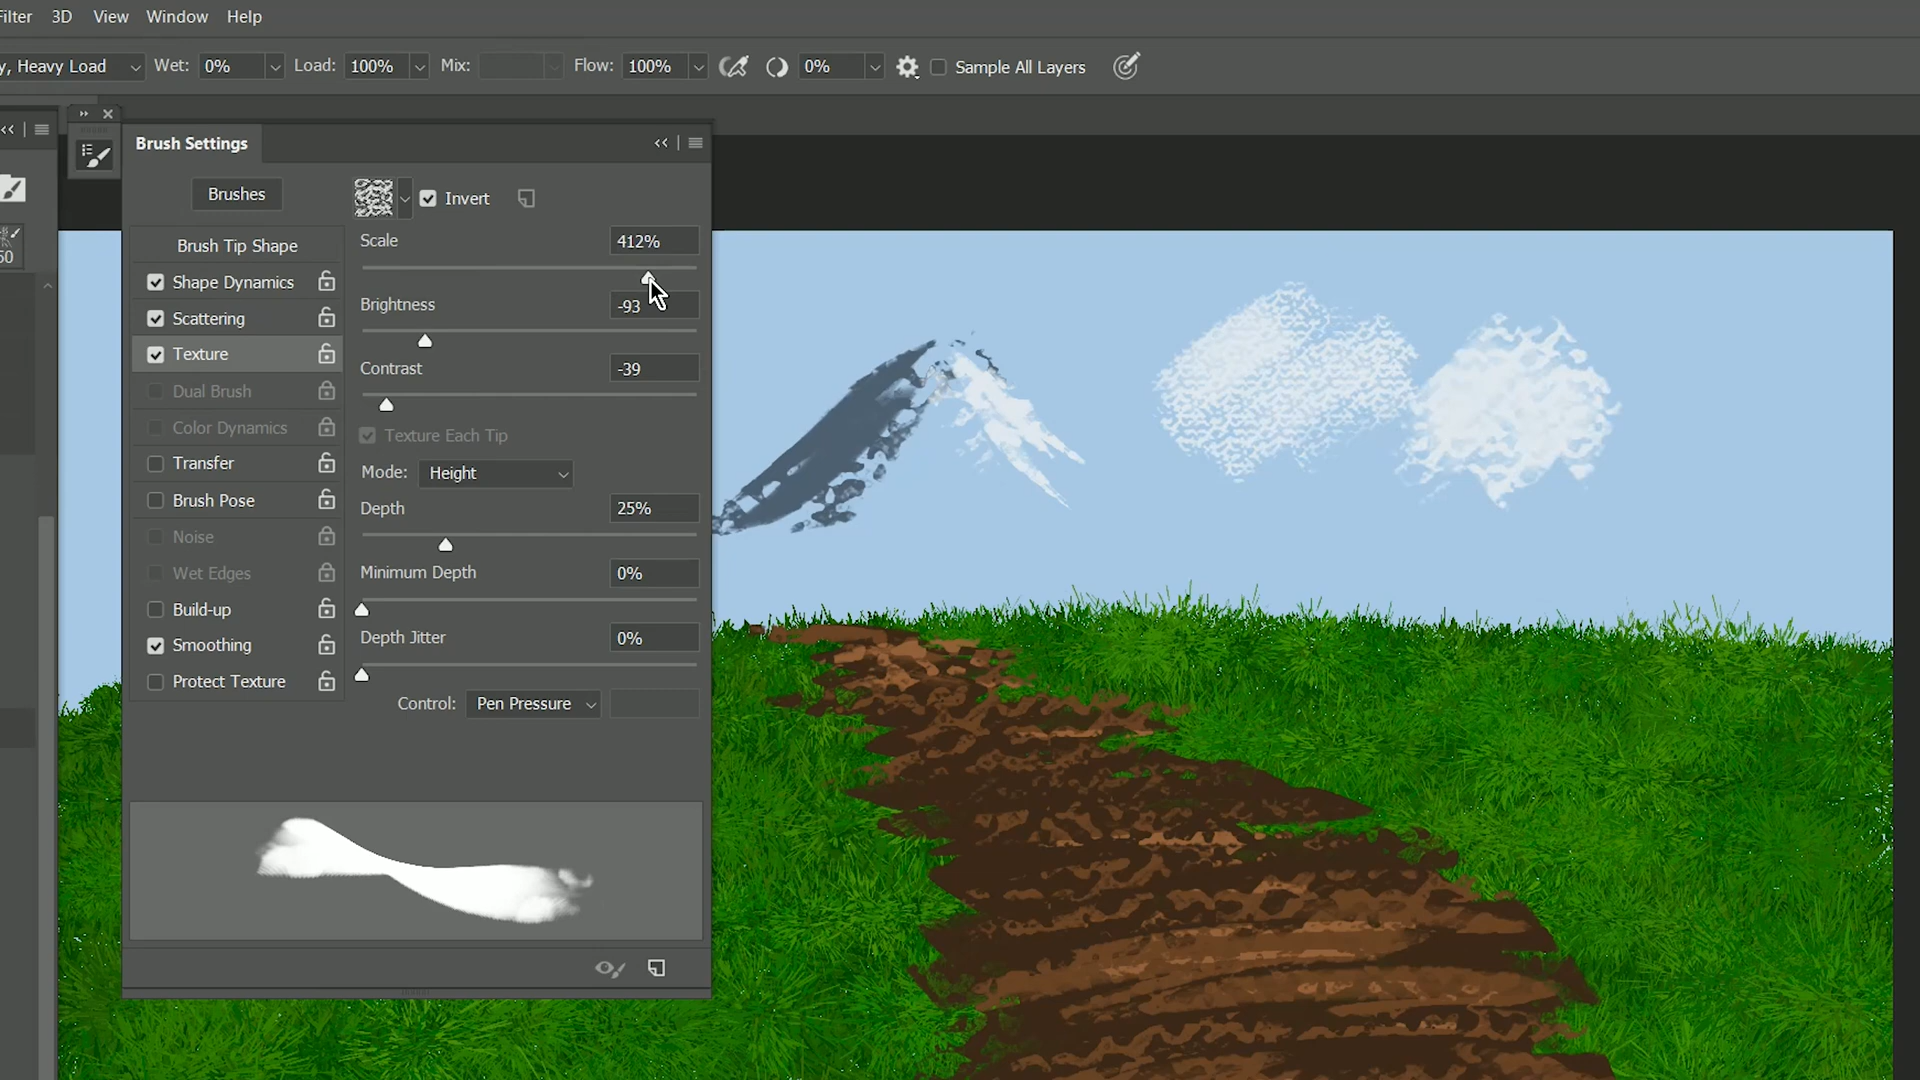 Filter 3D View Window Help
y, Heavy Load Wet: 0% Load: 100% Mix: Flow: 100% 0% Sample All Layers
Brush Settings
Brushes Invert
Brush Tip Shape Scale 412%
Shape Dynamics
Scattering Brightness -93
Texture
Contrast -39
Dual Brush
Color Dynamics Texture Each Tip
Transfer Mode: Height
Brush Pose Depth 25%
Noise
Wet Edges Minimum Depth 0%
Build-up
Smoothing Depth Jitter 0%
Protect Texture
Control: Pen Pressure